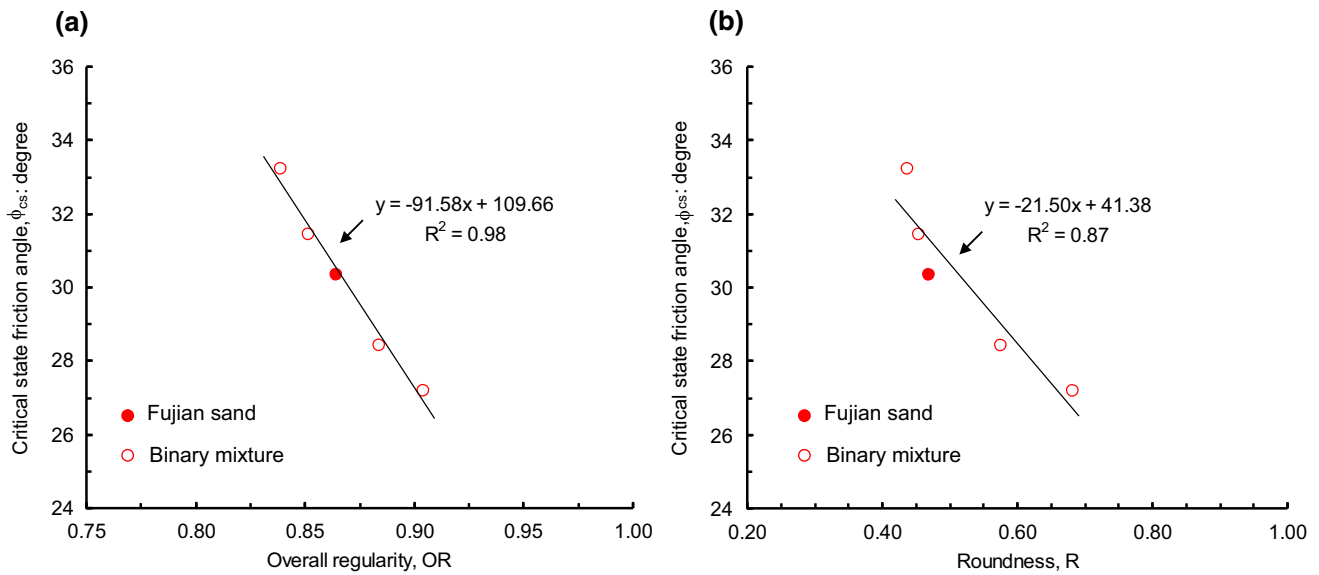 (a)
Critical state friction angle, ϕcs: degree
36
34
32
30
28
26
24
y = -91.58x + 109.66
R² = 0.98
Fujian sand
Binary mixture
0.75 0.80 0.85 0.90 0.95 1.00
Overall regularity, OR
(b)
Critical state friction angle,ϕcs: degree
36
34
32
30
28
26
24
y = -21.50x + 41.38
R² = 0.87
Fujian sand
Binary mixture
0.20 0.40 0.60 0.80 1.00
Roundness, R